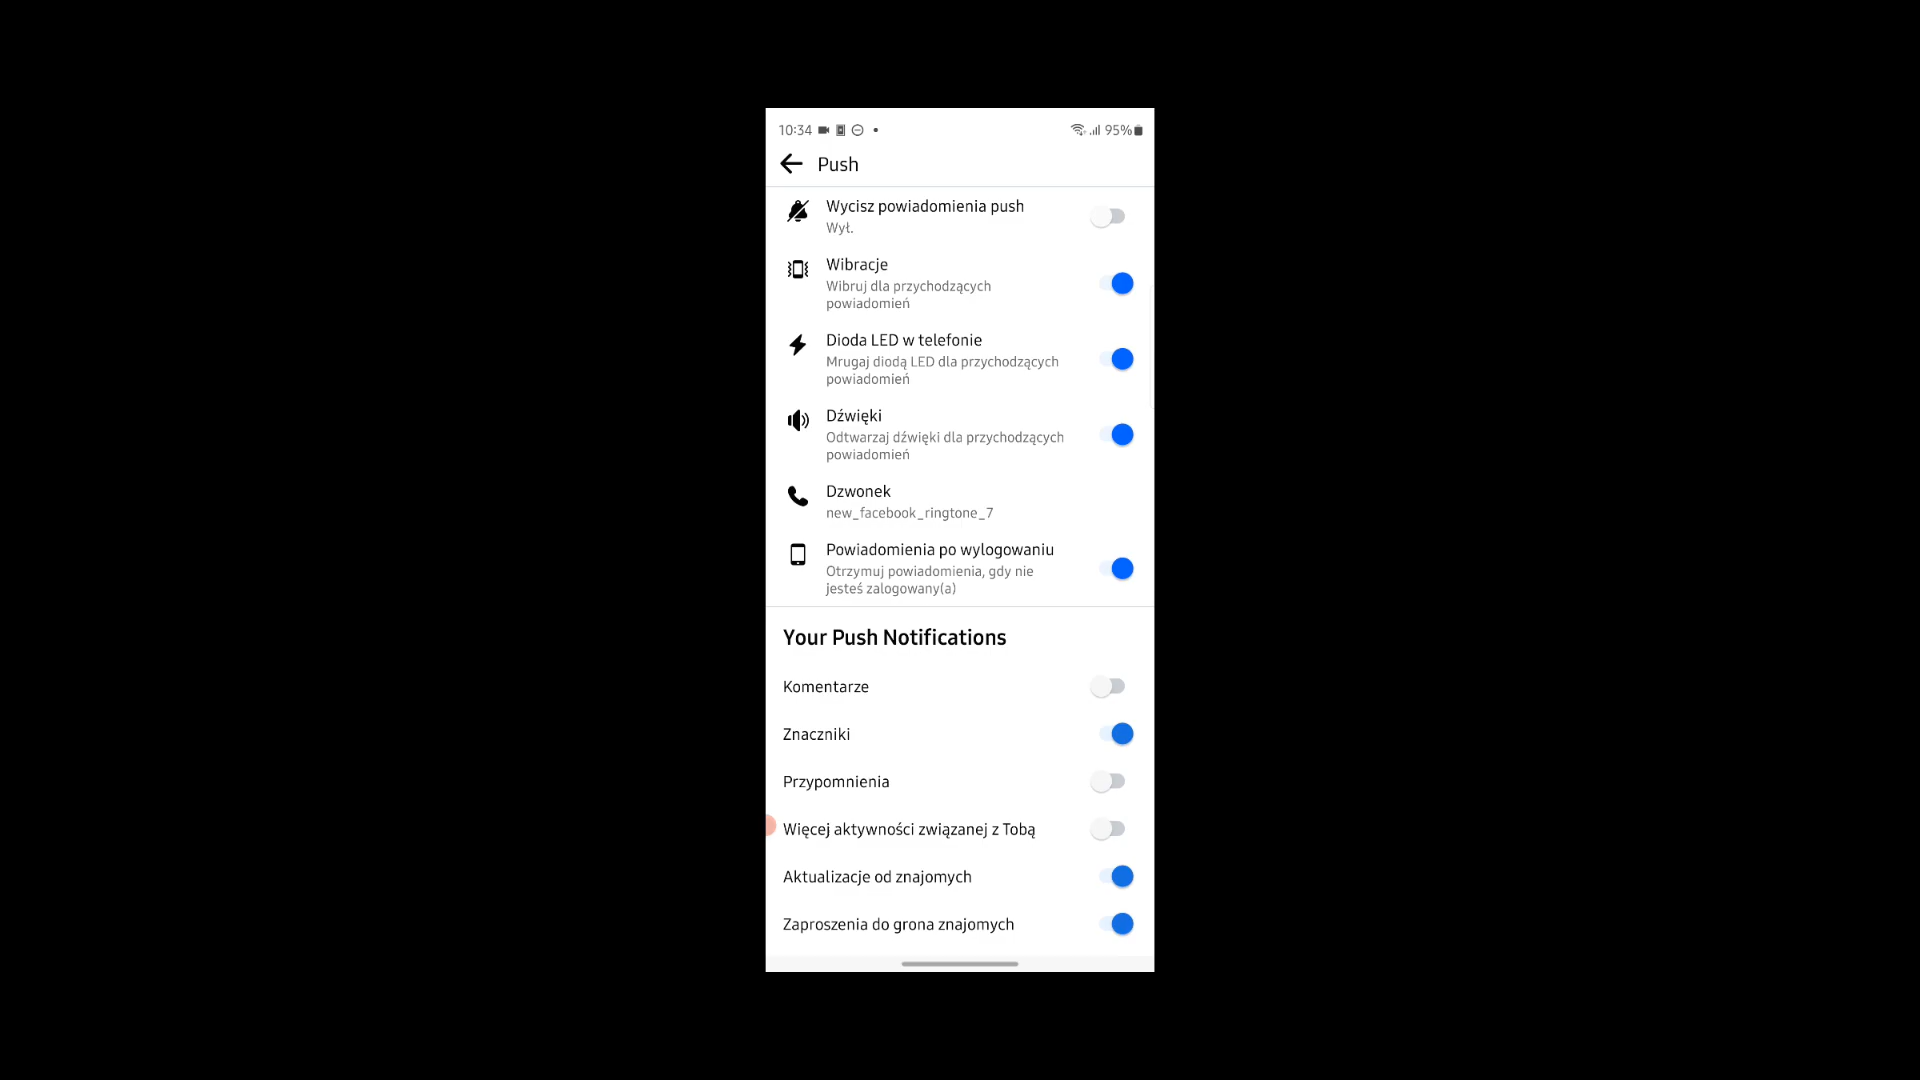 10:34 95%
Push
Wycisz powiadomienia push
Wył.
Wibracje
Wibruj dla przychodzących
powiadomień
Dioda LED w telefonie
Mrugaj diodą LED dla przychodzących
powiadomień
Dźwięki
Odtwarzaj dźwięki dla przychodzących
powiadomień
Dzwonek
new_facebook_ringtone_7
Powiadomienia po wylogowaniu
Otrzymuj powiadomienia, gdy nie
jesteś zalogowany(a)
Your Push Notifications
Komentarze
Znaczniki
Przypomnienia
Więcej aktywności związanej z Tobą
Aktualizacje od znajomych
Zaproszenia do grona znajomych